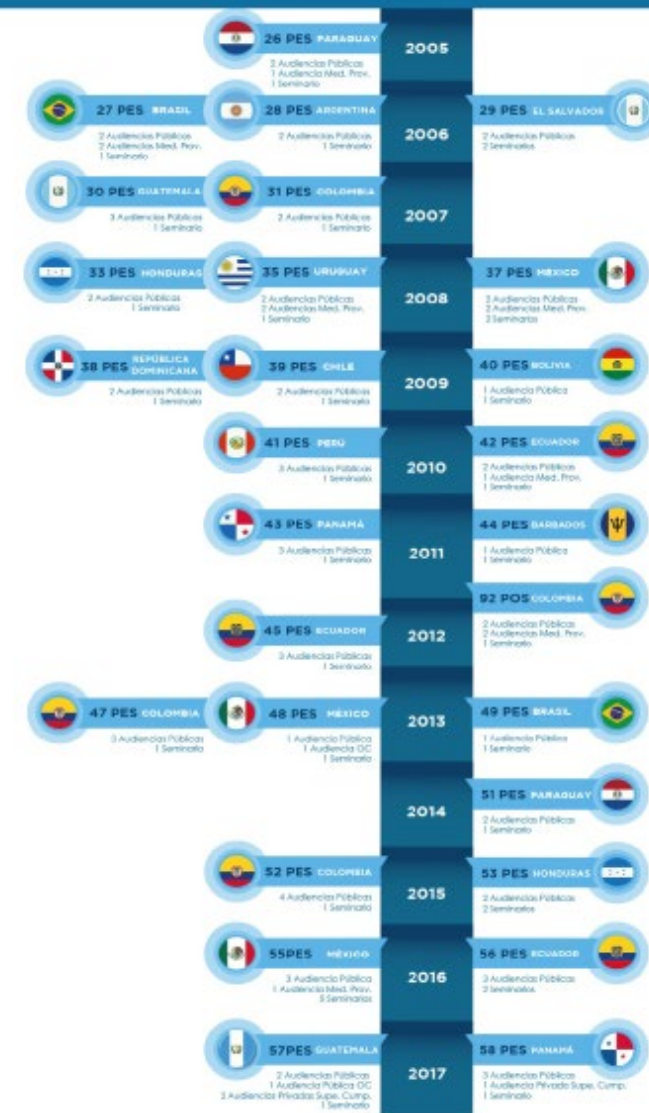 26 PES PARAGUAY
2 Audiencias Públicas
1 Audiencia Med. Prov.
1 Seminario
2005
27 PES BRASIL
2 Audiencias Públicas
2 Audiencias Med. Prov.
1 Seminario
28 PES ARGENTINA
2 Audiencias Públicas
1 Seminario
2006
29 PES EL SALVADOR
2 Audiencias Públicas
2 Seminarios
30 PES GUATEMALA
3 Audiencias Públicas
1 Seminario
31 PES COLOMBIA
2 Audiencias Públicas
1 Seminario
2007
33 PES HONDURAS
2 Audiencias Públicas
1 Seminario
35 PES URUGUAY
2 Audiencias Públicas
2 Audiencias Med. Prov.
1 Seminario
2008
37 PES MÉXICO
Audiencias Públicas
Audiencias Med. Prov.
Seminarios
38 PES REPÚBLICA
DOMINICANA
2 Audiencias Públicas
1 Seminario
39 PES CHILE
2 Audiencias Públicas
1 Seminario
2009
40 PES BOLIVIA
1 Audiencia Pública
1 Seminario
41 PES PERÚ
3 Audiencias Públicas
1 Seminario
2010
42 PES ECUADOR
2 Audiencias Públicas
1 Audiencia Med. Prov.
1 Seminario
43 PES PANAMÁ
3 Audiencias Públicas
1 Seminario
2011
44 PES BARBADOS
1 Audiencia Pública
1 Seminario
92 POS COLOMBIA
2 Audiencias Públicas
2 Audiencias Med. Prov.
1 Seminario
45 PES ECUADOR
3 Audiencias Públicas
1 Seminario
2012
47 PES COLOMBIA
3 Audiencias Públicas
1 Seminario
48 PES MÉXICO
1 Audiencia Pública
1 Audiencia OC
1 Seminario
2013
49 PES BRASIL
1 Audiencia Pública
1 Seminario
2014
51 PES PARAGUAY
2 Audiencias Públicas
1 Seminario
52 PES COLOMBIA
4 Audiencias Públicas
1 Seminario
2015
53 PES HONDURAS
2 Audiencias Públicas
2 Seminarios
55PES MÉXICO
3 Audiencia Pública
1 Audiencia Med. Prov.
Seminarios
2016
56 PES ECUADOR
3 Audiencias Públicas
2 Seminarios
57PES GUATEMALA
2 Audiencias Públicas
1 Audiencia Pública OC
Audiencias Privadas Supe. Cump.
1 Seminario
2017
58 PES PANAMÁ
3 Audiencias Públicas
1 Audiencia Privada Supe. Cump.
1 Seminario